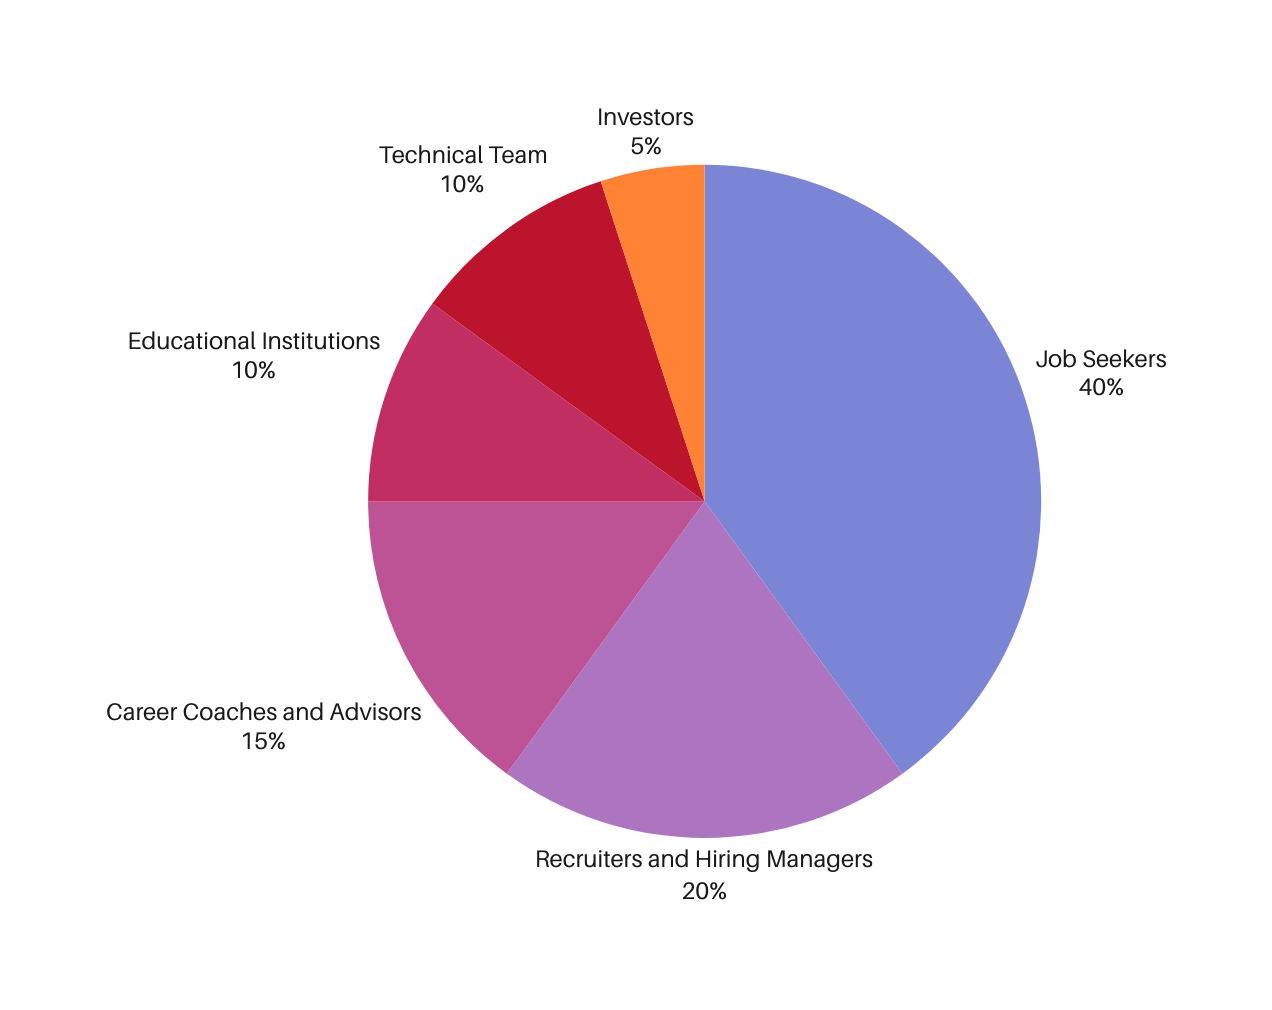 Investors
5%
Technical Team
10%
Educational Institutions
10%
Job Seekers
40%
Career Coaches and Advisors
15%
Recruiters and Hiring Managers
20%